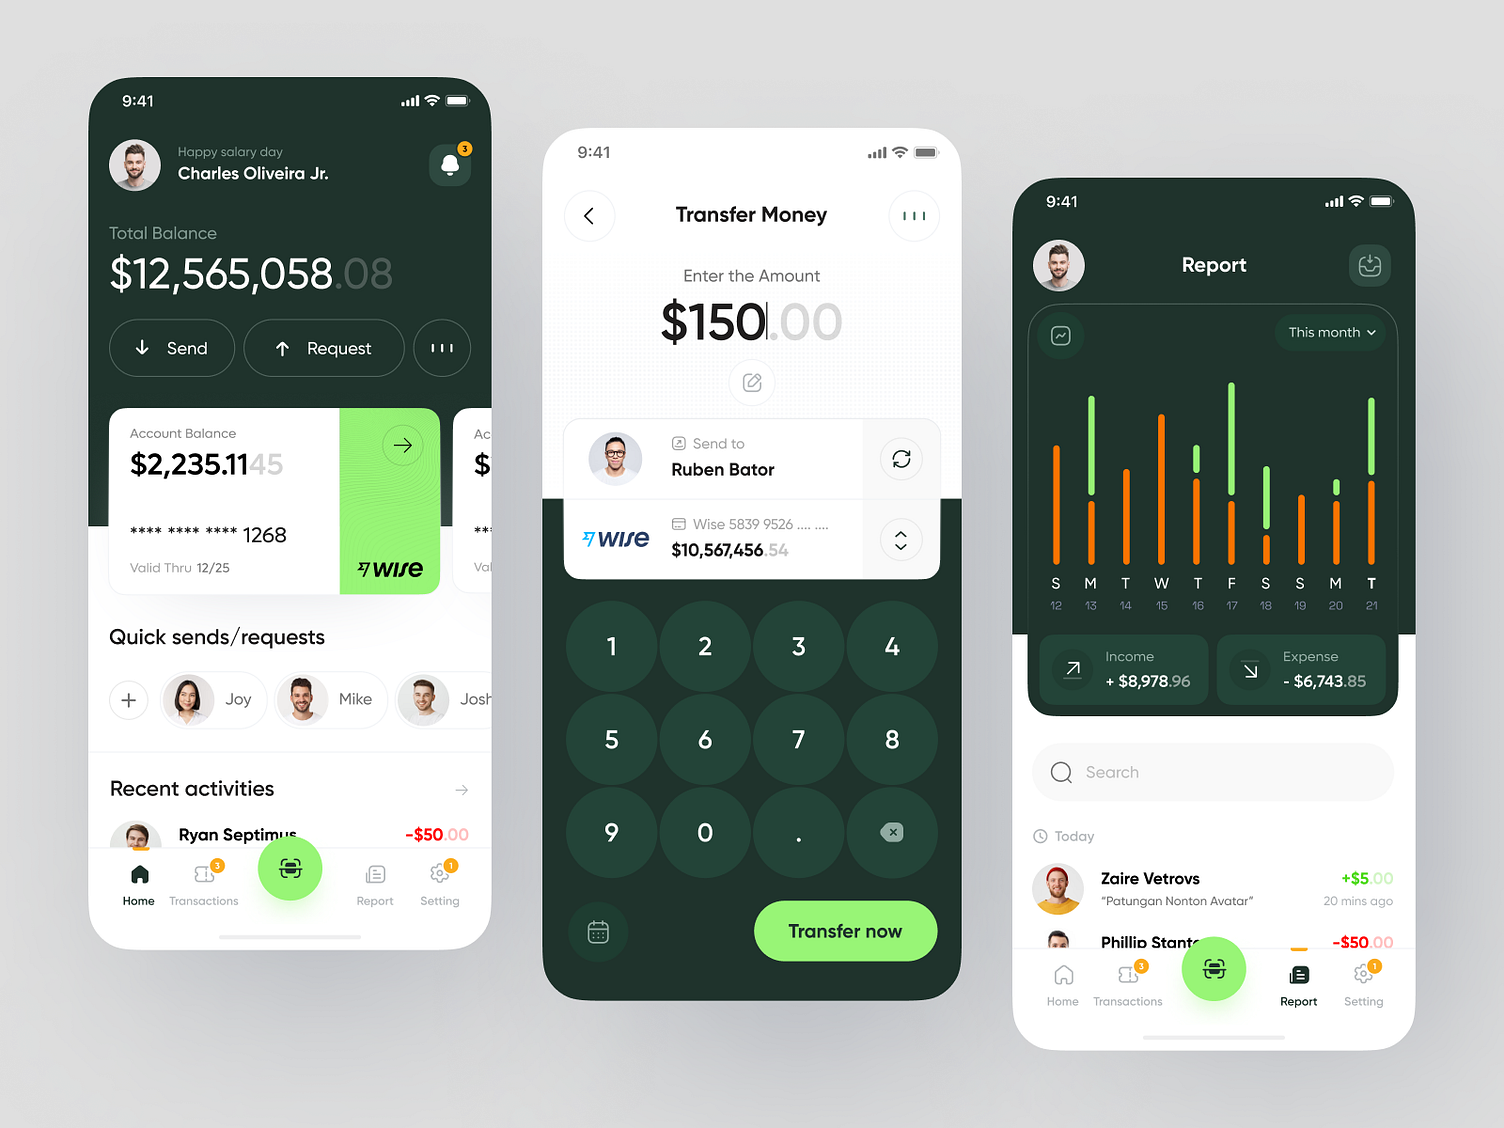 9:41
Happy salary day
Charles Oliveira Jr.
3
Total Balance
$12,565,058.08
Send
Request
Account Balance
$2,235.1145
**** **** **** 1268
Valid Thru 12/25
wise
Ac
$
***
Val
Quick sends/requests
Joy
Mike
Josh
Recent activities
Ryan Septimus
-$50.00
3
1
Home
Transactions
Report
Setting
9:41
Transfer Money
Enter the Amount
$150.00
Send to
Ruben Bator
wise
Wise 5839 9526 .... ....
$10,567,456.54
1 2 3 4
5 6 7 8
9 0 .
Transfer now
9:41
Report
This month
S M T W T F S S M T
12 13 14 15 16 17 18 19 20 21
Income
+ $8,978.96
Expense
- $6,743.85
Search
Today
Zaire Vetrovs
+$5.00
“Patungan Nonton Avatar”
20 mins ago
Phillip Stanto
-$50.00
3
1
Home
Transactions
Report
Setting